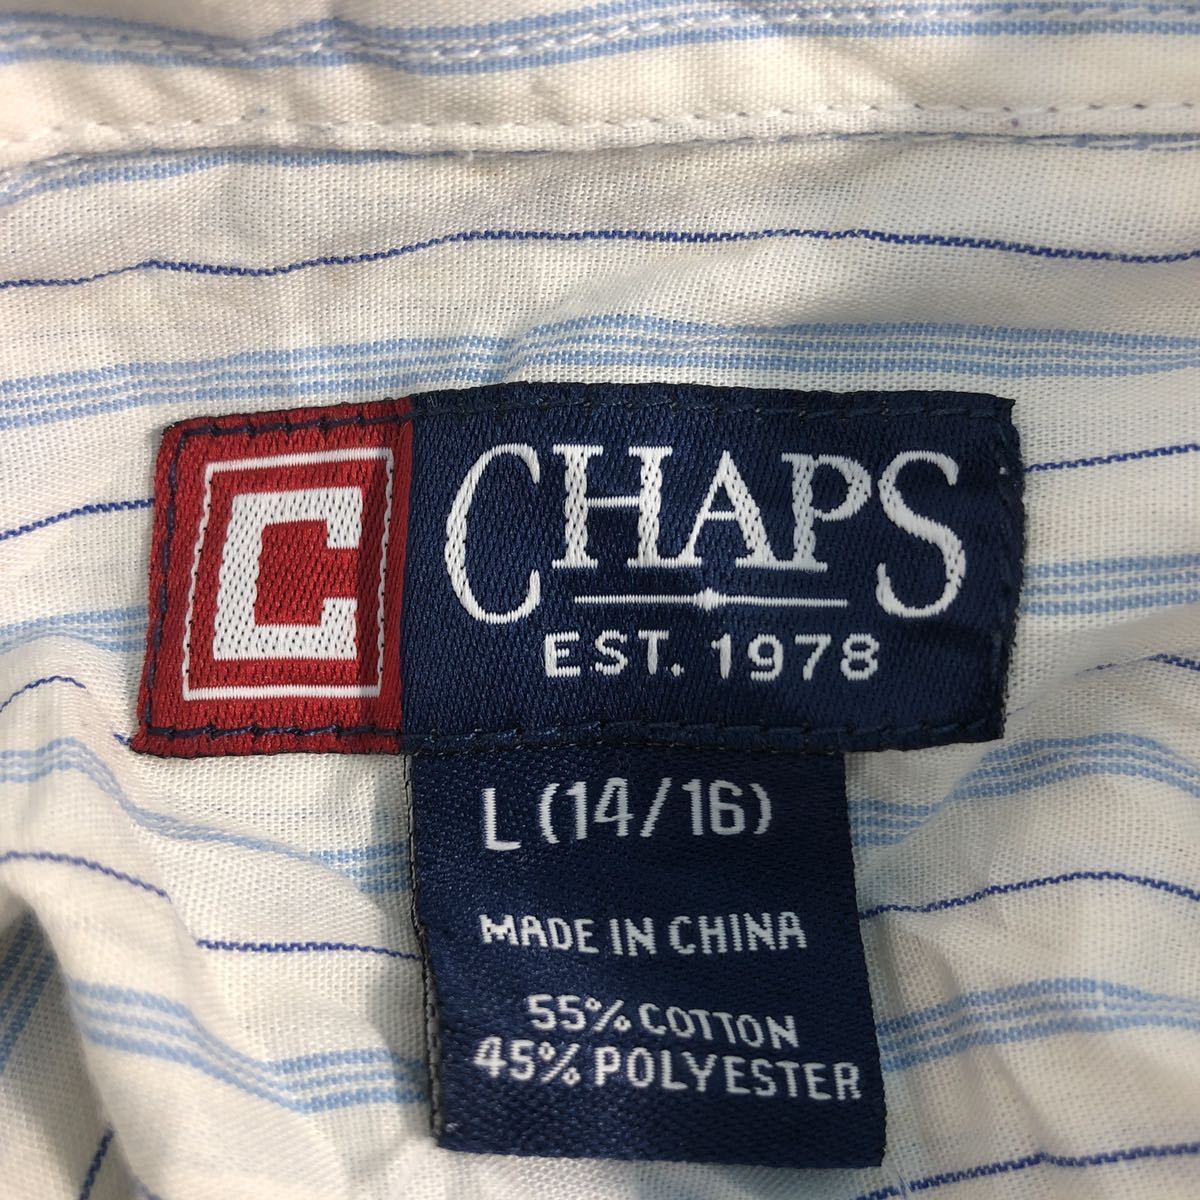 C CHAPS
EST. 1978
L (14/16)
MADE IN CHINA
55% COTTON
45% POLYESTER